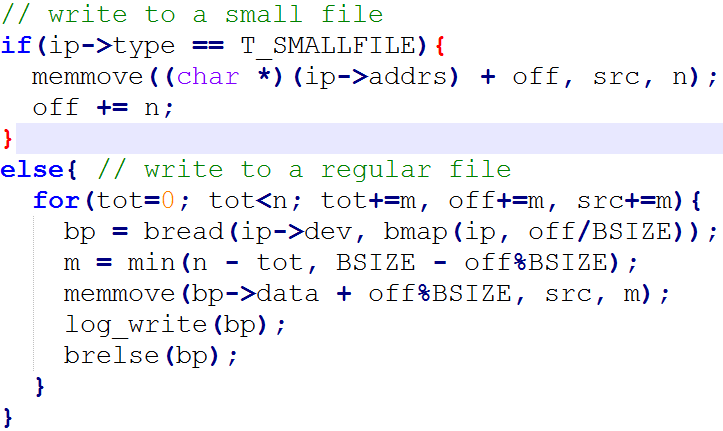 // write to a small file
if(ip->type == T_SMALLFILE){
  memmove((char *)(ip->addrs) + off, src, n);
  off += n;
}
else{ // write to a regular file
  for(tot=0; tot<n; tot+=m, off+=m, src+=m){
    bp = bread(ip->dev, bmap(ip, off/BSIZE));
    m = min(n - tot, BSIZE - off%BSIZE);
    memmove(bp->data + off%BSIZE, src, m);
    log_write(bp);
    brelse(bp);
  }
}